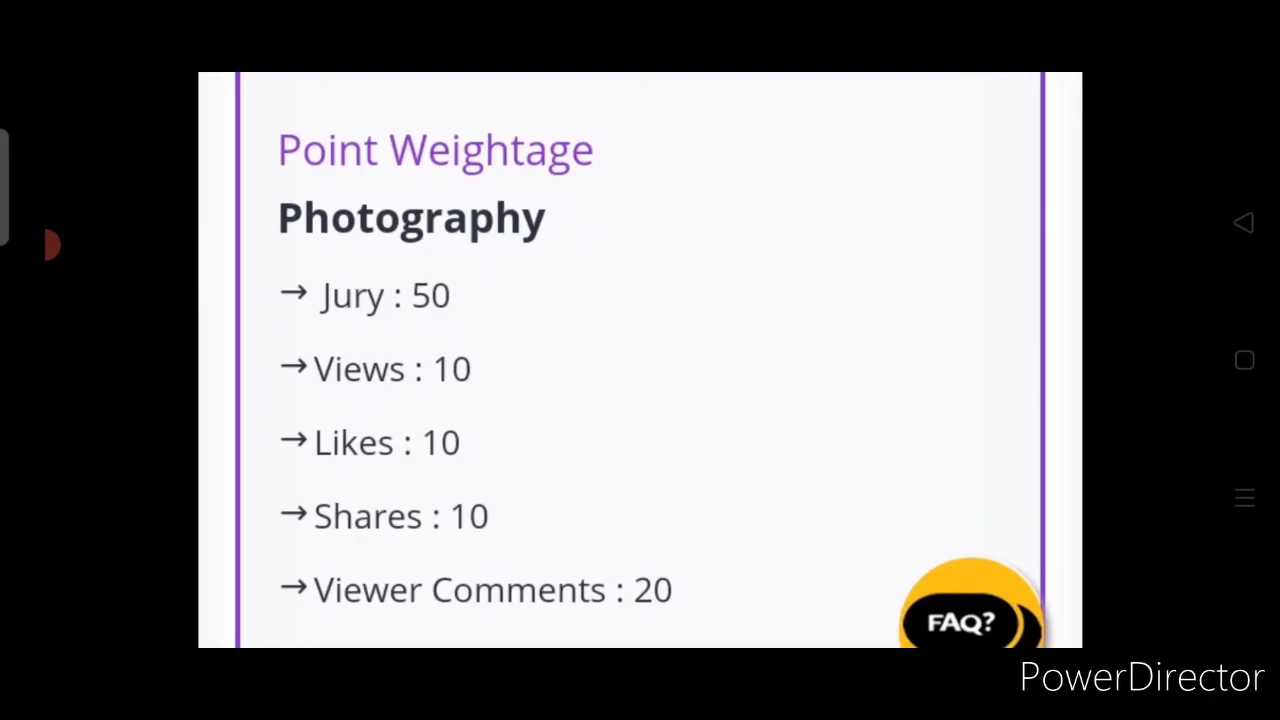 Point Weightage
Photography
→ Jury : 50
→ Views : 10
→ Likes : 10
→ Shares : 10
→ Viewer Comments : 20
FAQ?
PowerDirector